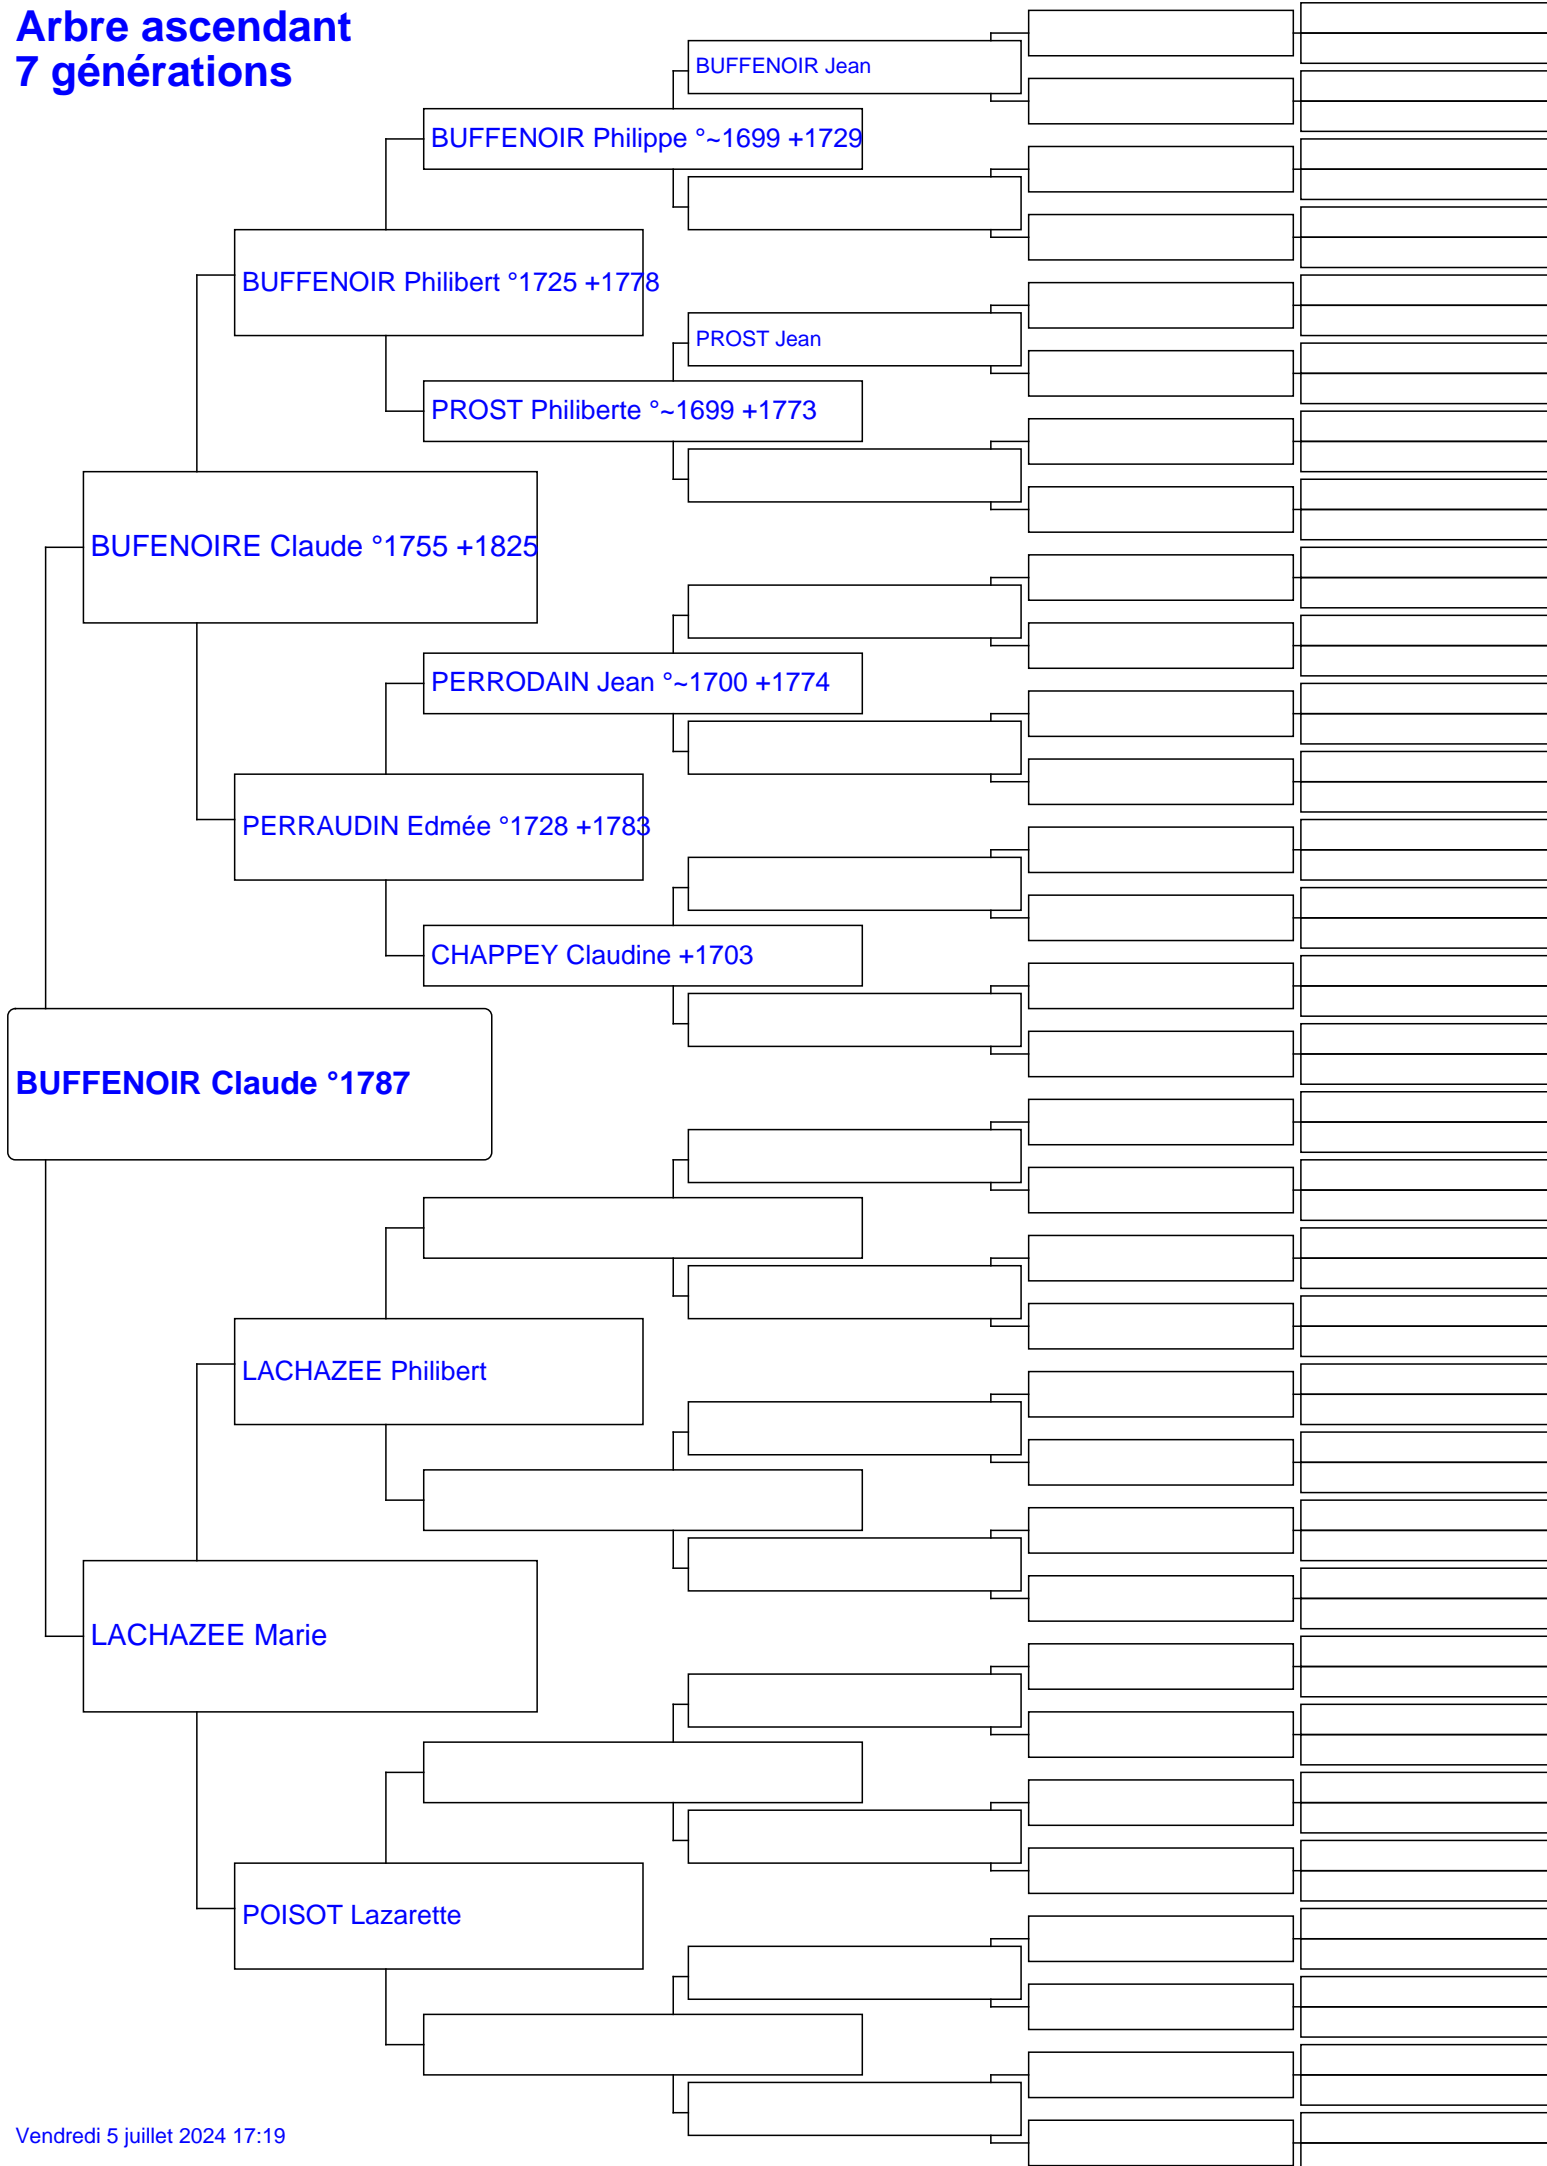 Arbre ascendant
7 générations
BUFFENOIR Jean
BUFFENOIR Philippe °~1699 +1729
BUFFENOIR Philibert °1725 +1778
PROST Jean
PROST Philiberte °~1699 +1773
BUFENOIRE Claude °1755 +1825
PERRODAIN Jean °~1700 +1774
PERRAUDIN Edmée °1728 +1783
CHAPPEY Claudine +1703
BUFFENOIR Claude °1787
LACHAZEE Philibert
LACHAZEE Marie
POISOT Lazarette
Vendredi 5 juillet 2024 17:19